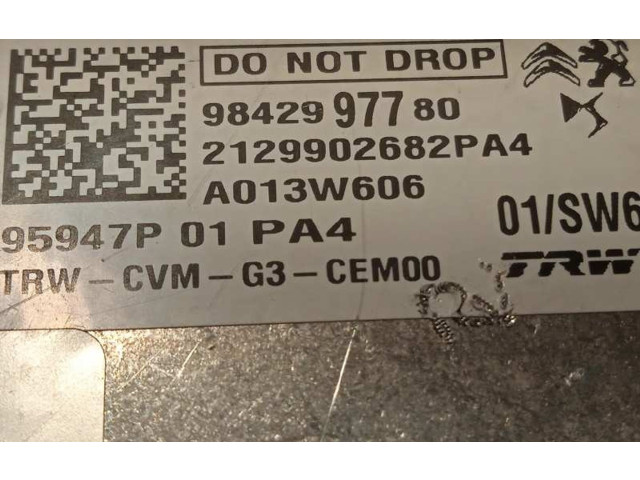 DO NOT DROP
98429 977 80
2129902682PA4
A013W606
95947P 01 PA4
01/SW6
TRW-CVM-G3-CEM00
TRW